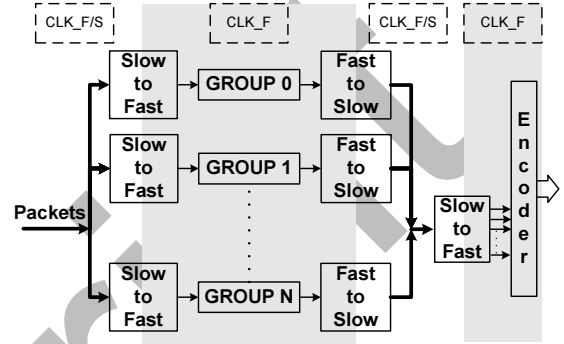 CLK_F/S CLK_F CLK_F/S CLK_F
Slow
to
Fast
GROUP 0
Fast
to
Slow
Slow
to
Fast
GROUP 1
Fast
to
Slow
Packets
Slow
to
Fast
GROUP N
Fast
to
Slow
Slow
to
Fast
E
n
c
o
d
e
r